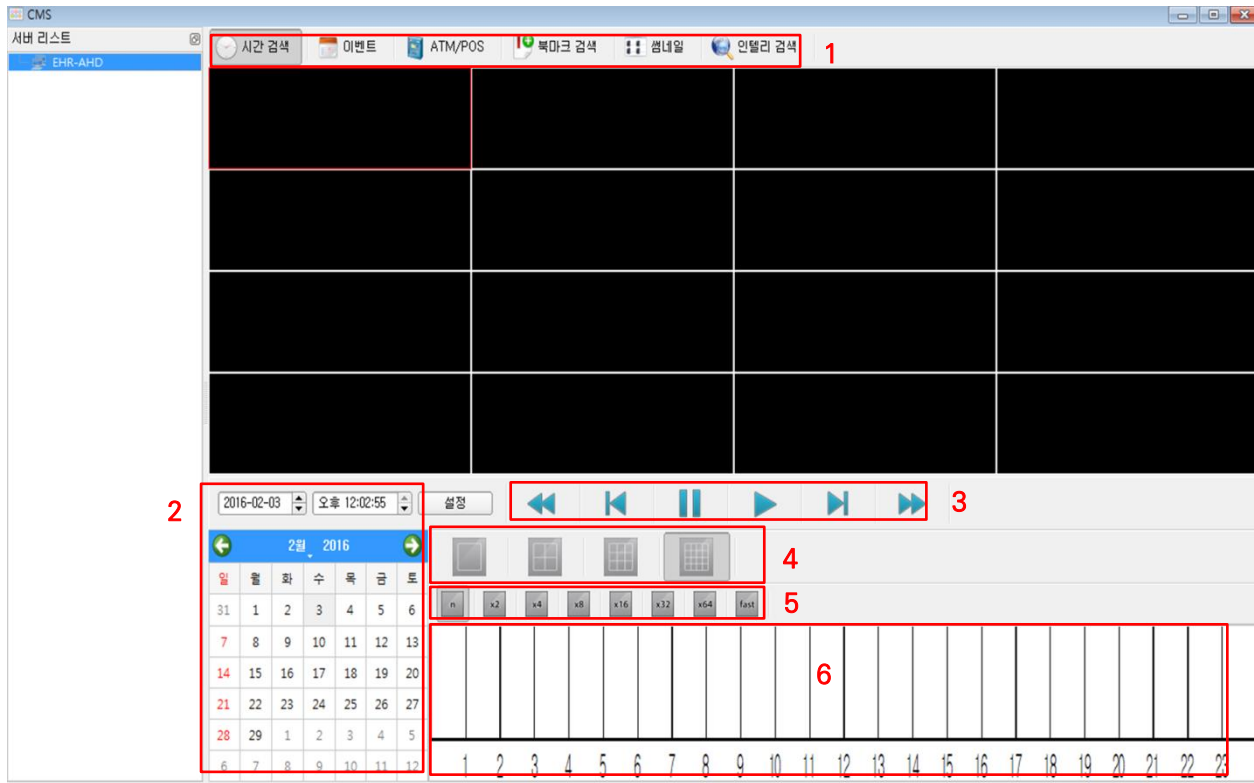 CMS
서버 리스트
EHR-AHD
시간 검색 이벤트 ATM/POS 북마크 검색 썸네일 인텔리 검색 1
2 2016-02-03 오후 12:02:55 설정 3
2월 2016
일 월 화 수 목 금 토
31 1 2 3 4 5 6
7 8 9 10 11 12 13
14 15 16 17 18 19 20
21 22 23 24 25 26 27
28 29 1 2 3 4 5
6 7 8 9 10 11 12
4
n x2 x4 x8 x16 x32 x64 fast 5
6
1 2 3 4 5 6 7 8 9 10 11 12 13 14 15 16 17 18 19 20 21 22 23